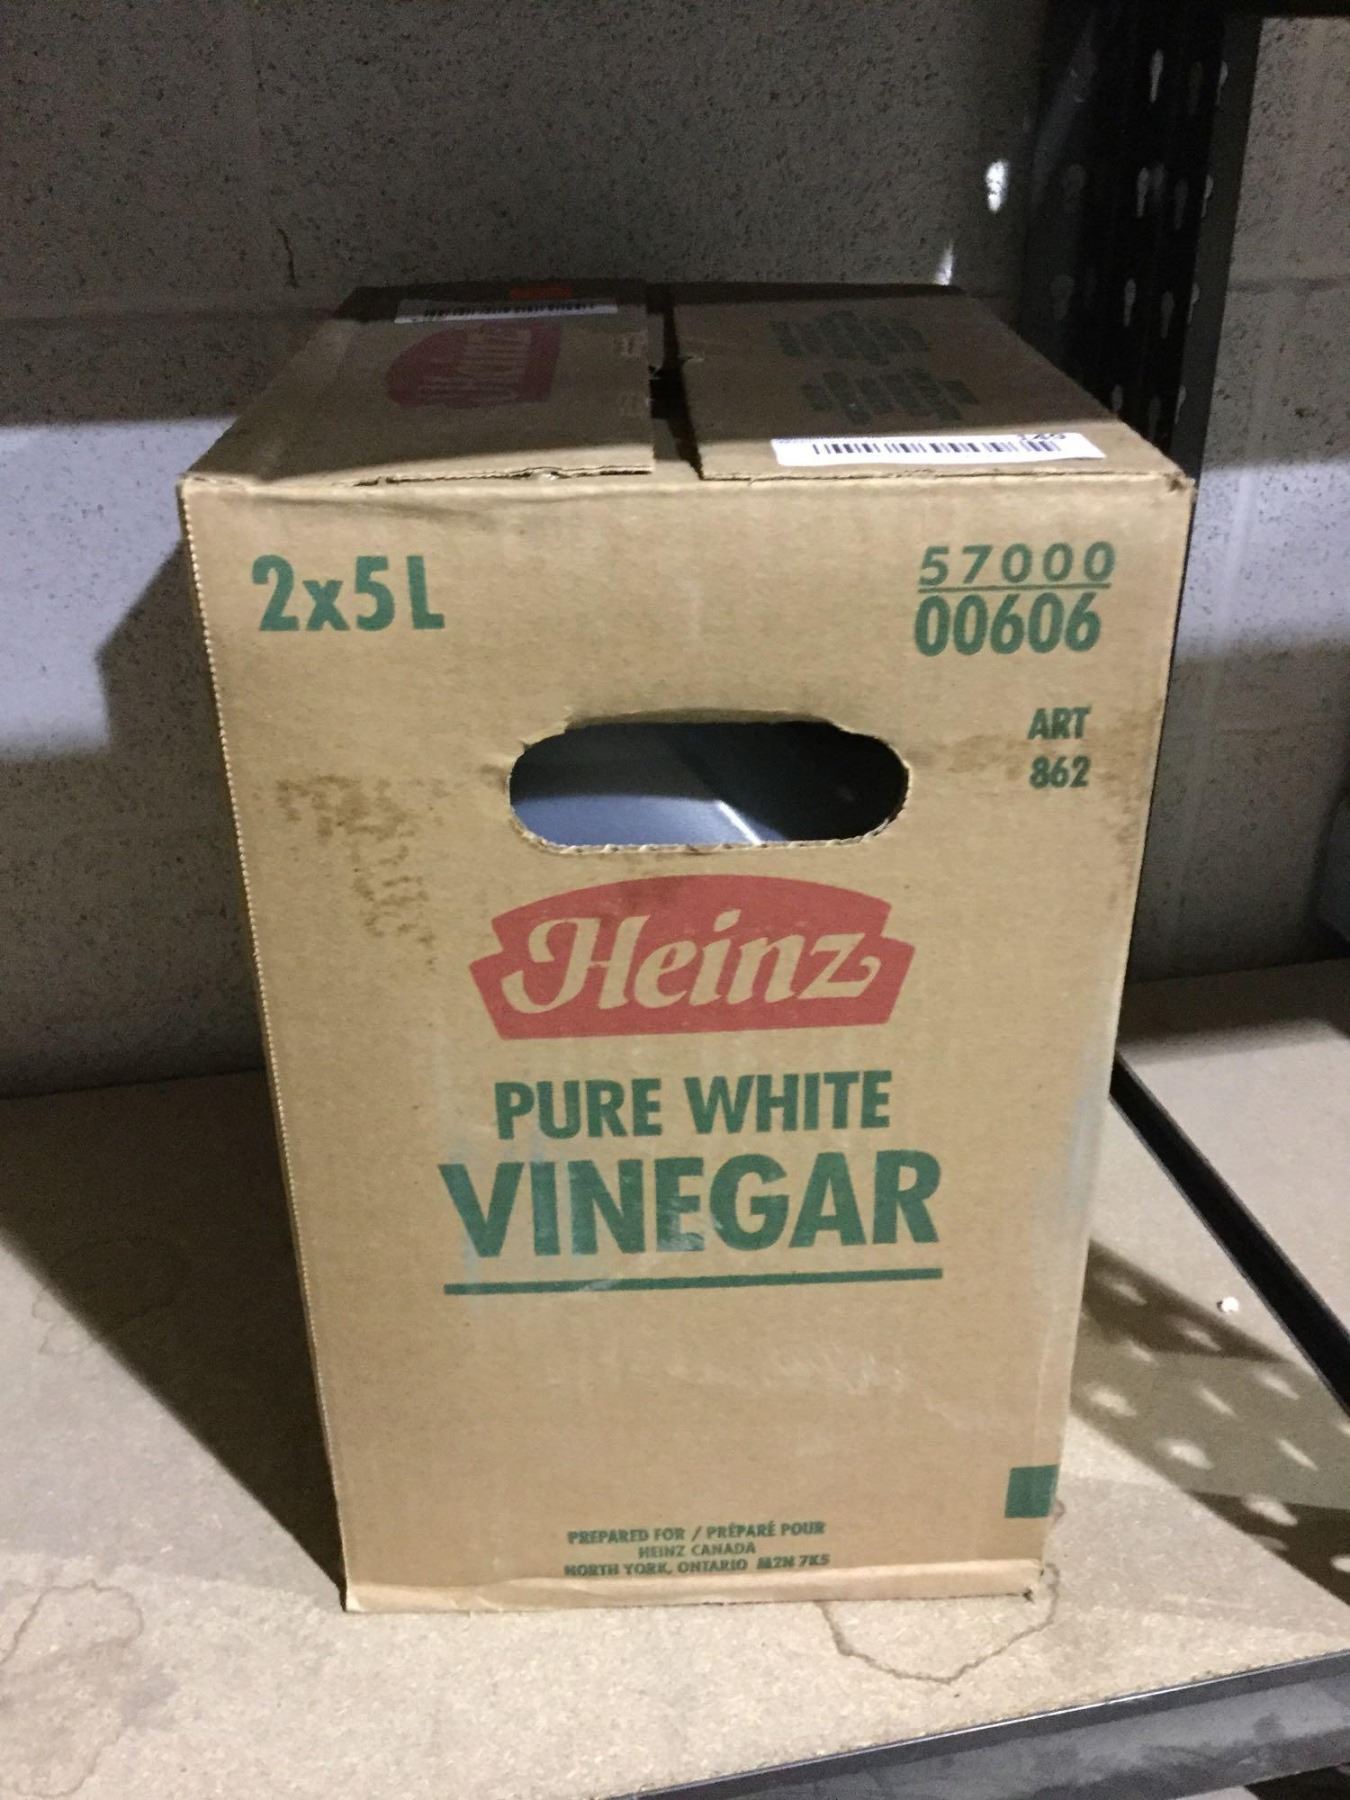 2x5L
57000
00606
ART
862
Heinz
PURE WHITE
VINEGAR
PREPARED FOR / PRÉPARÉ POUR
HEINZ CANADA
NORTH YORK, ONTARIO M2N 7K5